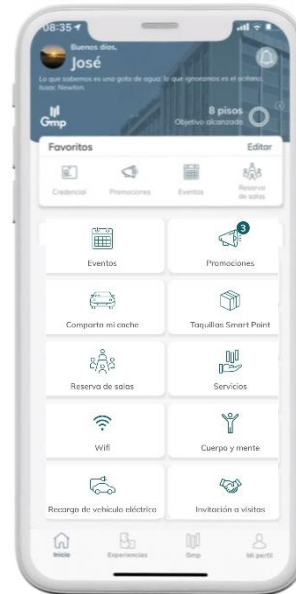 08:35
Buenos días,
José
Lo que sabemos es una gota de agua; lo que ignoramos es el océano.
Isaac Newton.
Gmp
8 pisos
Objetivo alcanzado
Favoritos
Editar
Credencial
Promociones
Eventos
Reserva
de salas
Eventos
3
Promociones
Comparto mi coche
Taquillas Smart Point
Reserva de salas
Servicios
Wifi
Cuerpo y mente
Recarga de vehículo eléctrico
Invitación a visitas
Inicio
Experiencias
Gmp
Mi perfil